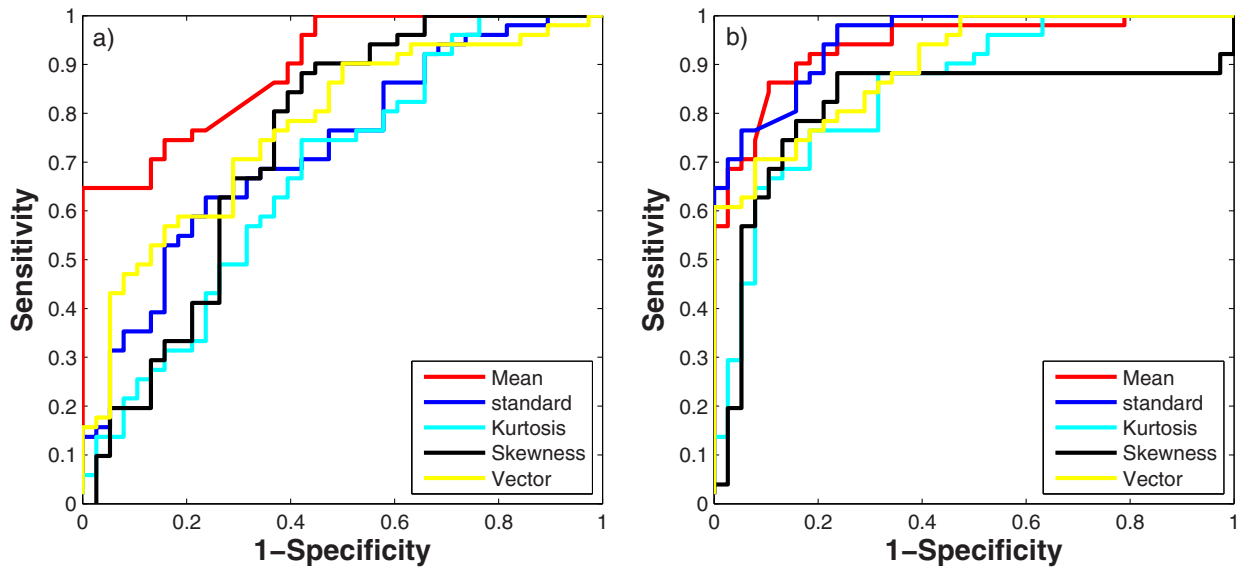 a)
1
0.9
0.8
0.7
0.6
0.5
0.4
0.3
0.2
0.1
0
0 0.2 0.4 0.6 0.8 1
Sensitivity
1−Specificity
Mean
standard
Kurtosis
Skewness
Vector
b)
1
0.9
0.8
0.7
0.6
0.5
0.4
0.3
0.2
0.1
0
0 0.2 0.4 0.6 0.8 1
Sensitivity
1−Specificity
Mean
standard
Kurtosis
Skewness
Vector